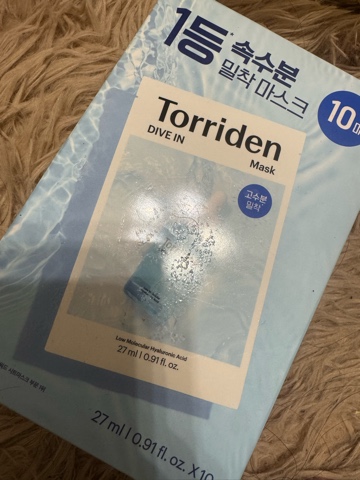 1등*
속수분
밀착 마스크
10매
Torriden
DIVE IN
Mask
고수분
밀착
Low Molecular Hyaluronic Acid
27 ml | 0.91 fl. oz.
27 ml | 0.91 fl. oz. X10